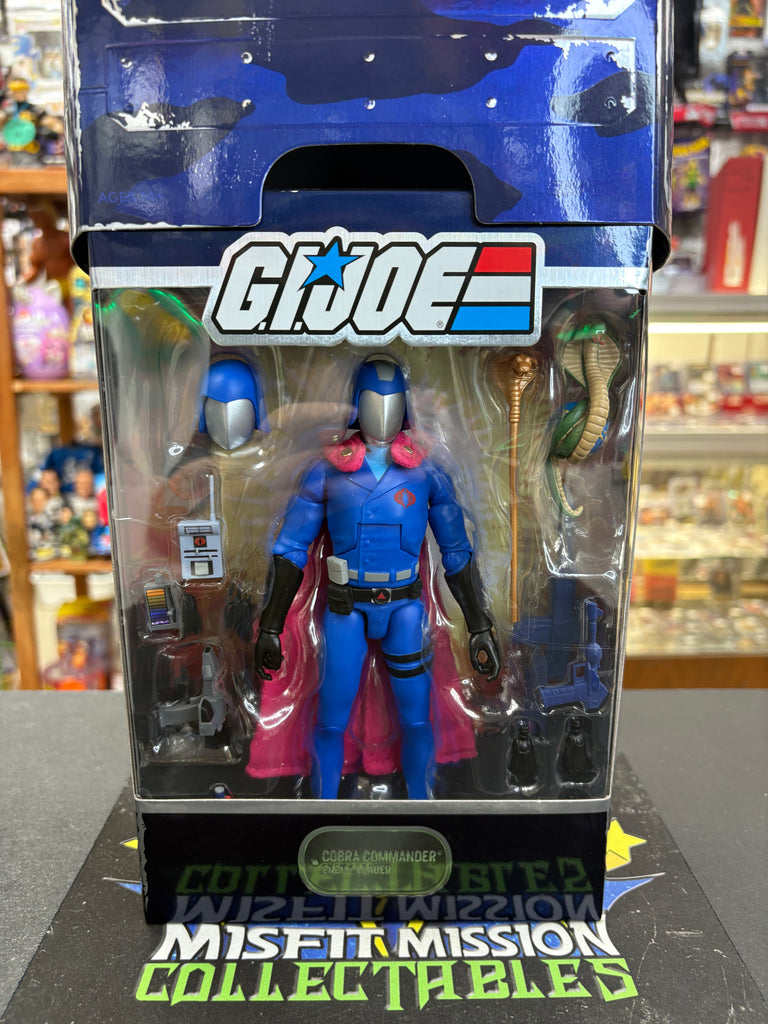 G.I.JOE
®
COBRA COMMANDER
ENEMY LEADER
MISFIT MISSION
COLLECTABLES